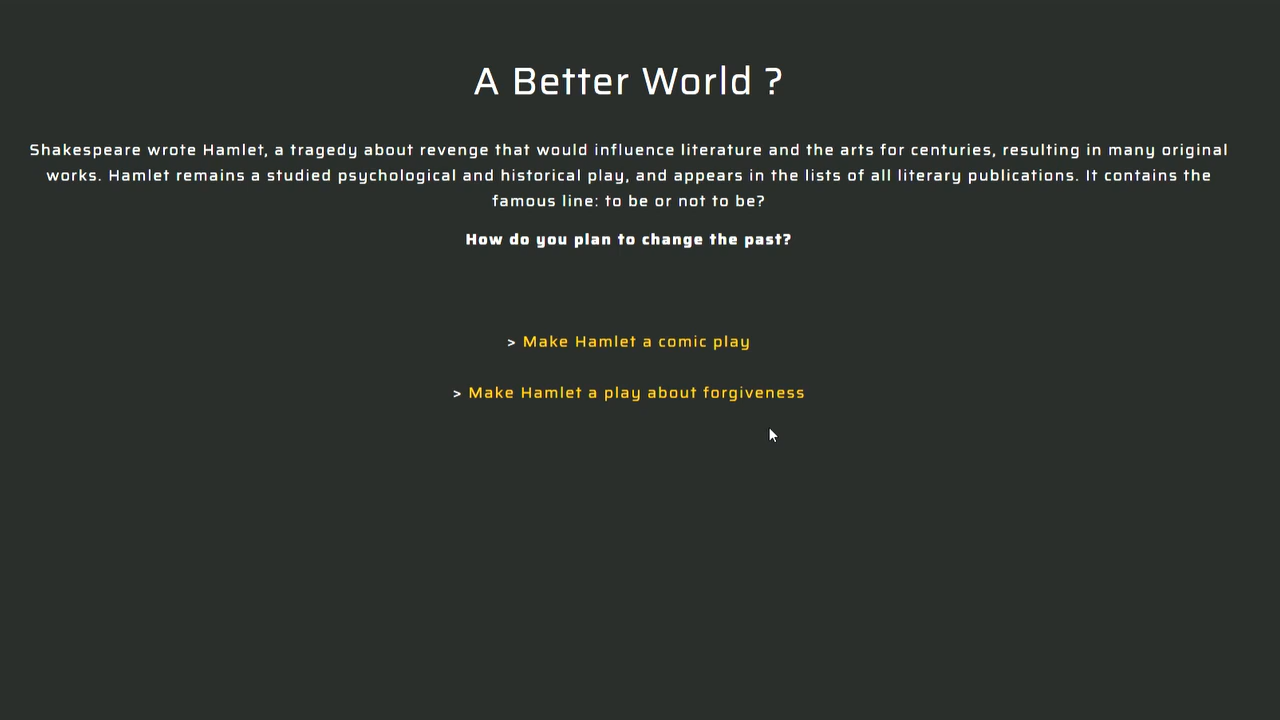 A Better World ?
Shakespeare wrote Hamlet, a tragedy about revenge that would influence literature and the arts for centuries, resulting in many original
works. Hamlet remains a studied psychological and historical play, and appears in the lists of all literary publications. It contains the
famous line: to be or not to be?
How do you plan to change the past?
> Make Hamlet a comic play
> Make Hamlet a play about forgiveness